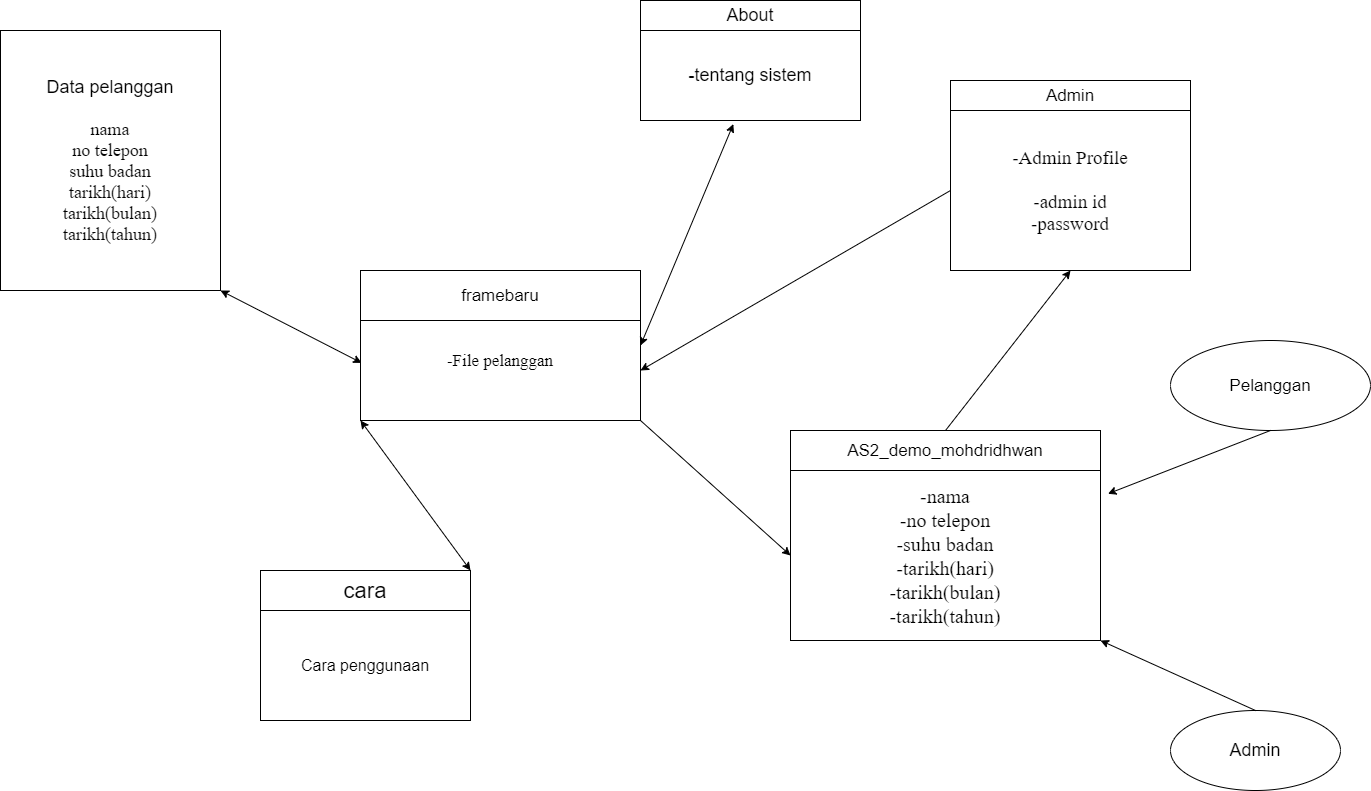 About
-tentang sistem
Data pelanggan
nama
no telepon
suhu badan
tarikh(hari)
tarikh(bulan)
tarikh(tahun)
Admin
-Admin Profile
-admin id
-password
framebaru
-File pelanggan
Pelanggan
AS2_demo_mohdridhwan
-nama
-no telepon
-suhu badan
-tarikh(hari)
-tarikh(bulan)
-tarikh(tahun)
cara
Cara penggunaan
Admin